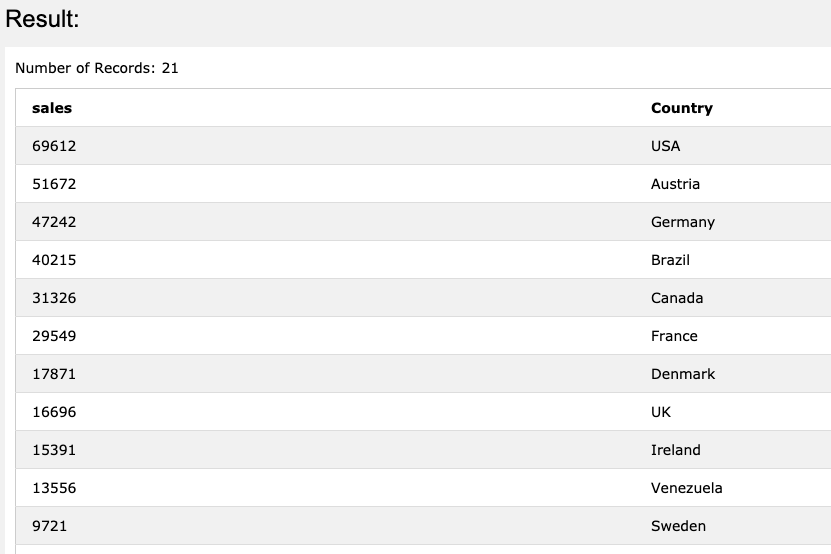 Result:
Number of Records: 21
sales Country
69612 USA
51672 Austria
47242 Germany
40215 Brazil
31326 Canada
29549 France
17871 Denmark
16696 UK
15391 Ireland
13556 Venezuela
9721 Sweden